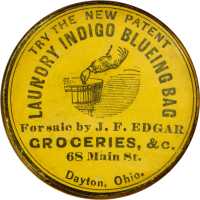 TRY THE NEW PATENT
LAUNDRY INDIGO BLUEING BAG
For sale by J. F. EDGAR
GROCERIES, &c.
68 Main St.
Dayton, Ohio.